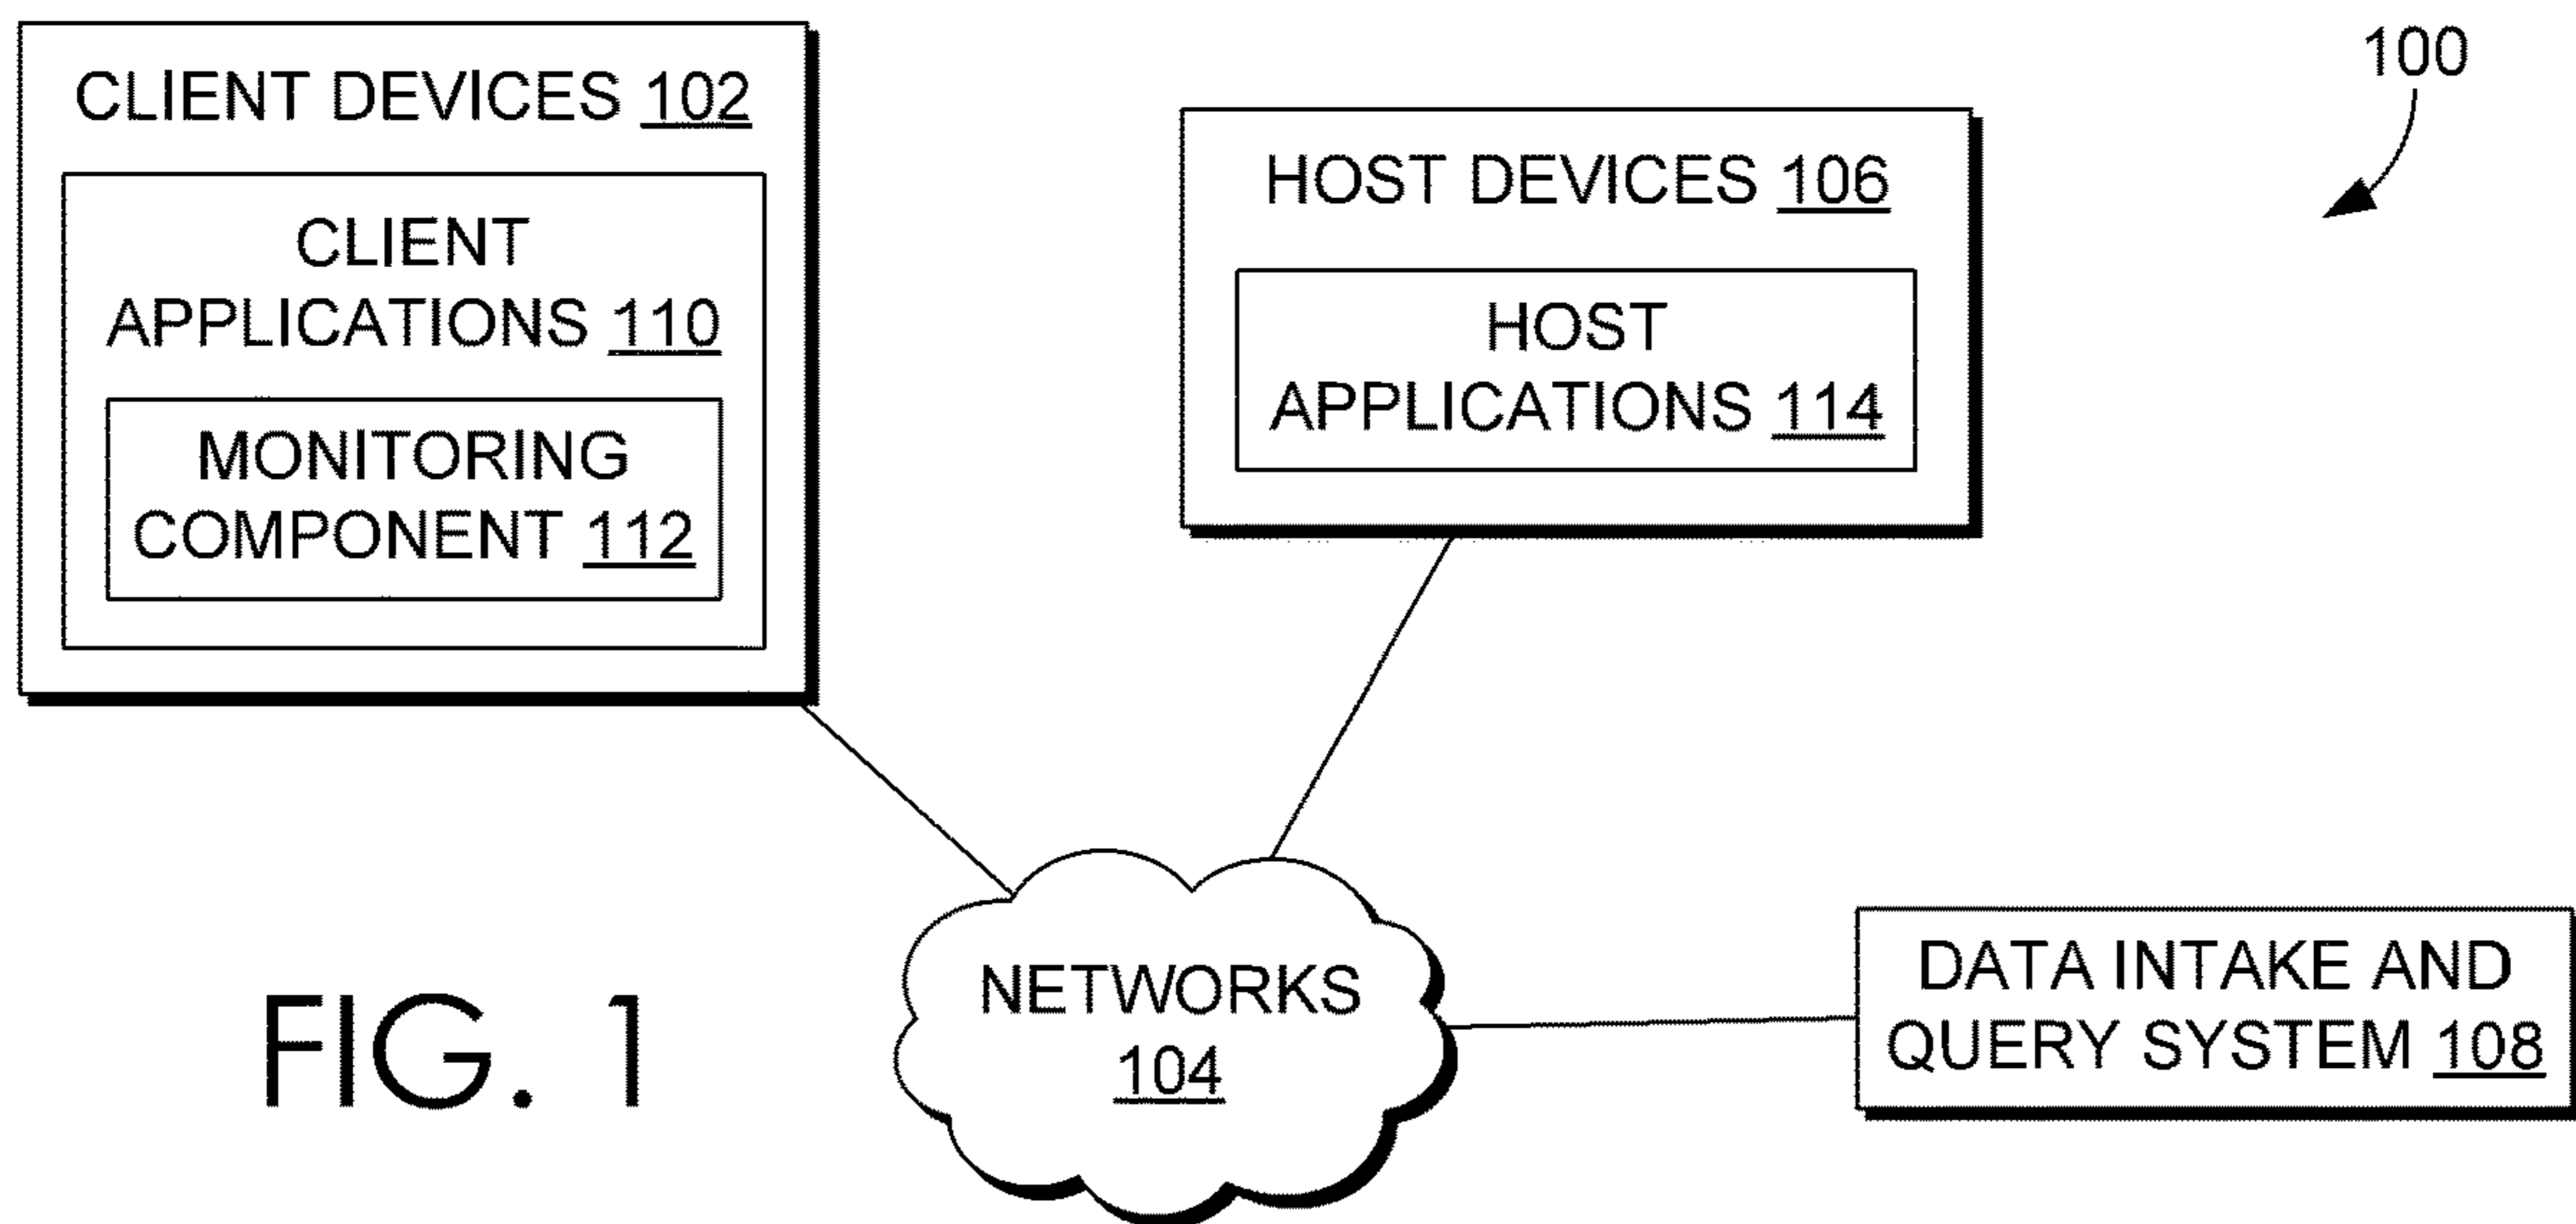 CLIENT DEVICES 102
CLIENT
APPLICATIONS 110
MONITORING
COMPONENT 112
HOST DEVICES 106
HOST
APPLICATIONS 114
100
NETWORKS
104
DATA INTAKE AND
QUERY SYSTEM 108
FIG. 1